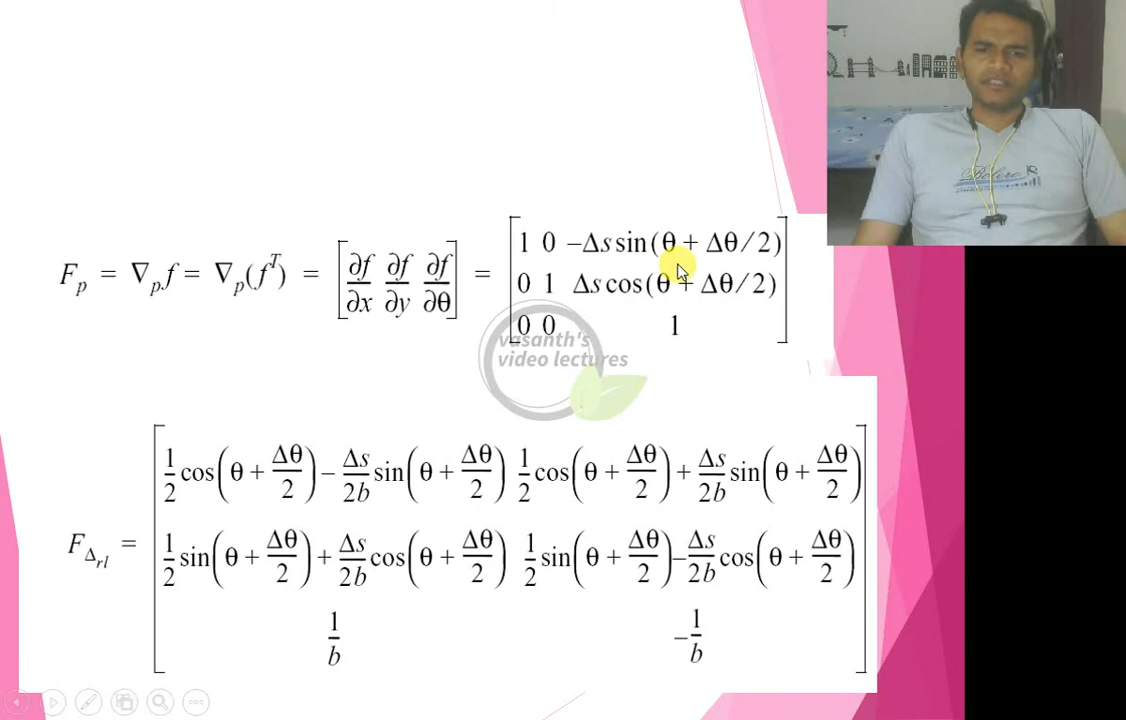 F_p = ∇_p f = ∇_p(f^T) = [∂f/∂x ∂f/∂y ∂f/∂θ] = [1 0 −Δs sin(θ + Δθ/2)
0 1 Δs cos(θ + Δθ/2)
0 0 1]
vasanth's
video lectures
F_Δrl = [1/2 cos(θ + Δθ/2) − Δs/2b sin(θ + Δθ/2) 1/2 cos(θ + Δθ/2) + Δs/2b sin(θ + Δθ/2)
1/2 sin(θ + Δθ/2) + Δs/2b cos(θ + Δθ/2) 1/2 sin(θ + Δθ/2) − Δs/2b cos(θ + Δθ/2)
1/b −1/b]